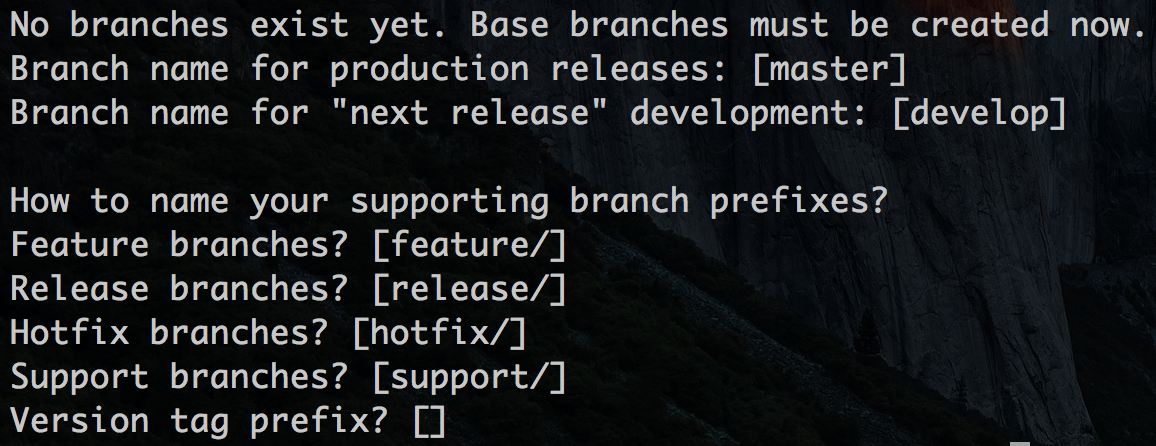 No branches exist yet. Base branches must be created now.
Branch name for production releases: [master]
Branch name for "next release" development: [develop]
How to name your supporting branch prefixes?
Feature branches? [feature/]
Release branches? [release/]
Hotfix branches? [hotfix/]
Support branches? [support/]
Version tag prefix? []